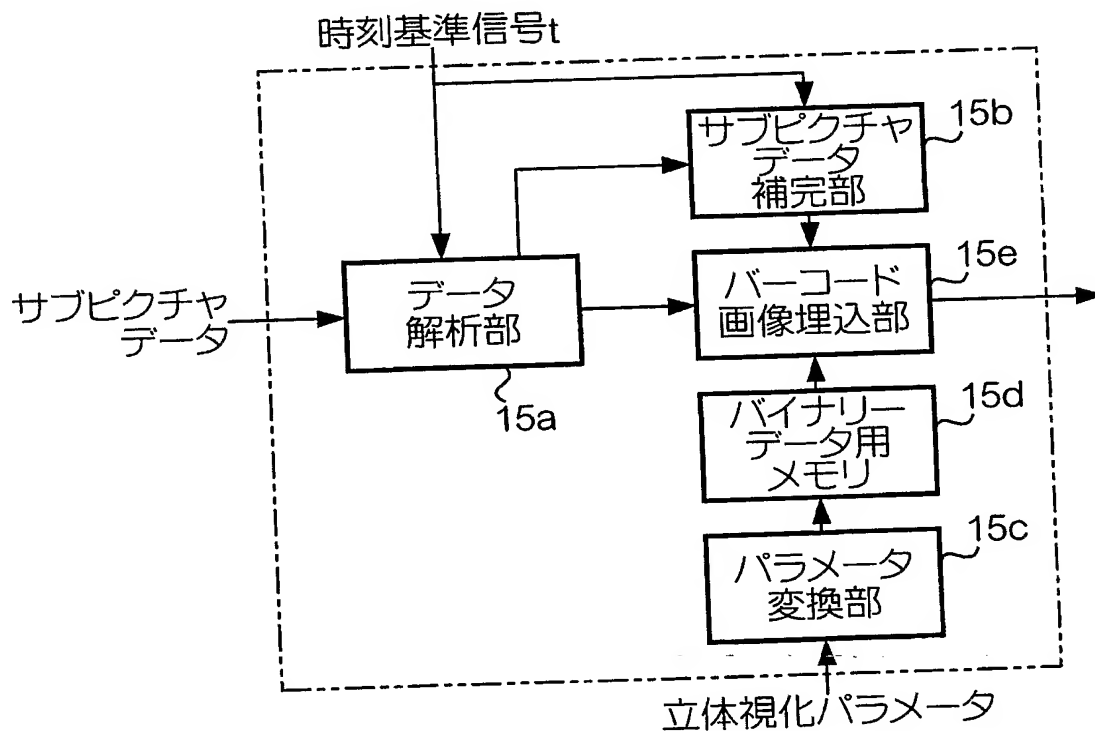 時刻基準信号t
サブピクチャ
データ
補完部
15b
サブピクチャ
データ
データ
解析部
15a
バーコード
画像埋込部
15e
バイナリー
データ用
メモリ
15d
パラメータ
変換部
15c
立体視化パラメータ